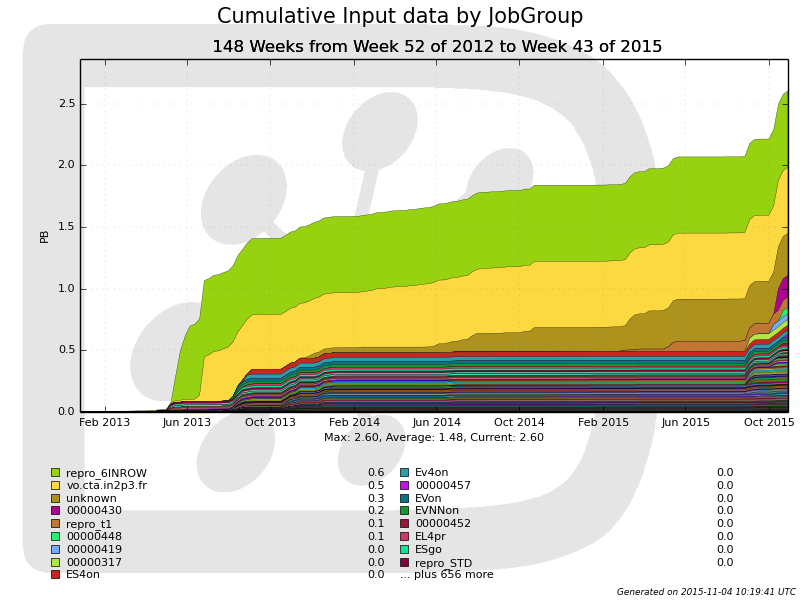 Cumulative Input data by JobGroup
148 Weeks from Week 52 of 2012 to Week 43 of 2015
PB
2.5
2.0
1.5
1.0
0.5
0.0
Feb 2013 Jun 2013 Oct 2013 Feb 2014 Jun 2014 Oct 2014 Feb 2015 Jun 2015 Oct 2015
Max: 2.60, Average: 1.48, Current: 2.60
repro_6INROW 0.6 Ev4on 0.0
vo.cta.in2p3.fr 0.5 00000457 0.0
unknown 0.3 EVon 0.0
00000430 0.2 EVNNon 0.0
repro_t1 0.1 00000452 0.0
00000448 0.1 EL4pr 0.0
00000419 0.0 ESgo 0.0
00000317 0.0 repro_STD 0.0
ES4on 0.0 ... plus 656 more
Generated on 2015-11-04 10:19:41 UTC